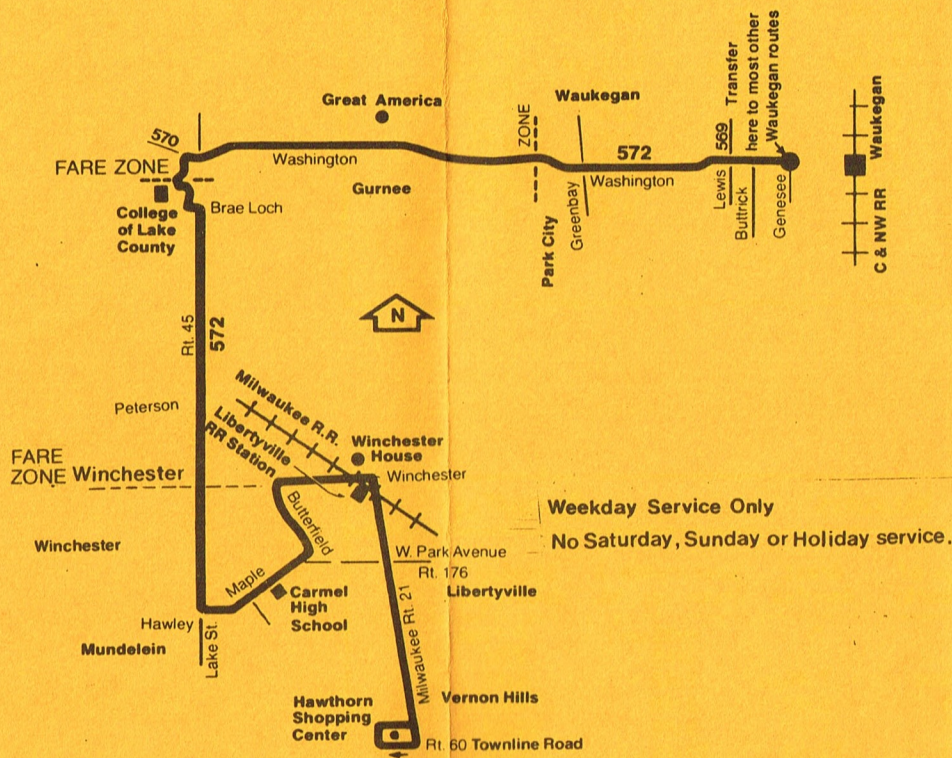 Great America
Waukegan
ZONE
569
Transfer
here to most other
Waukegan routes
Waukegan
570
FARE ZONE
Washington
572
Gurnee
Washington
Lewis
Buttrick
Genesee
College
of Lake
County
Brae Loch
Park City
Greenbay
C & NW RR
N
Rt. 45
572
Peterson
Milwaukee R.R.
Libertyville
RR Station
Winchester
House
FARE
ZONE Winchester
Winchester
Butterfield
Weekday Service Only
No Saturday, Sunday or Holiday service.
Winchester
W. Park Avenue
Rt. 176
Maple
Carmel
High
School
Libertyville
Hawley
Mundelein
Lake St.
Milwaukee Rt. 21
Hawthorn
Shopping
Center
Vernon Hills
Rt. 60 Townline Road